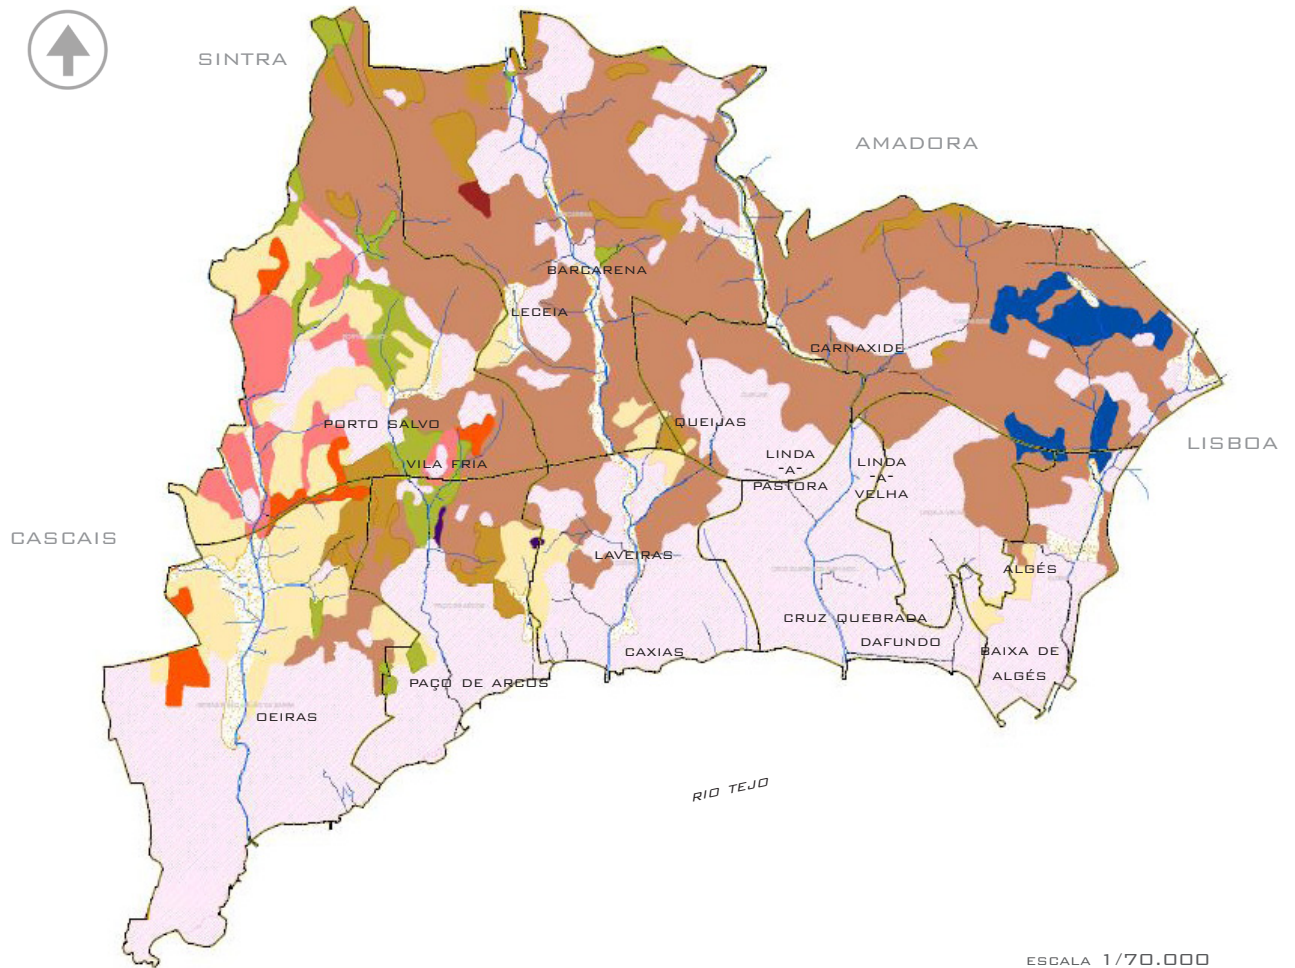 SINTRA
AMADORA
BARCARENA
LECEIA
CARNAXIDE
PORTO SALVO
QUEIJAS
LISBOA
VILA FRIA
LINDA
-A-
PASTORA
LINDA
-A-
VELHA
CASCAIS
LAVEIRAS
ALGÉS
CRUZ QUEBRADA
DAFUNDO
CAXIAS
BAIXA DE
ALGÉS
PAÇO DE ARCOS
OEIRAS
RIO TEJO
ESCALA 1/70.000